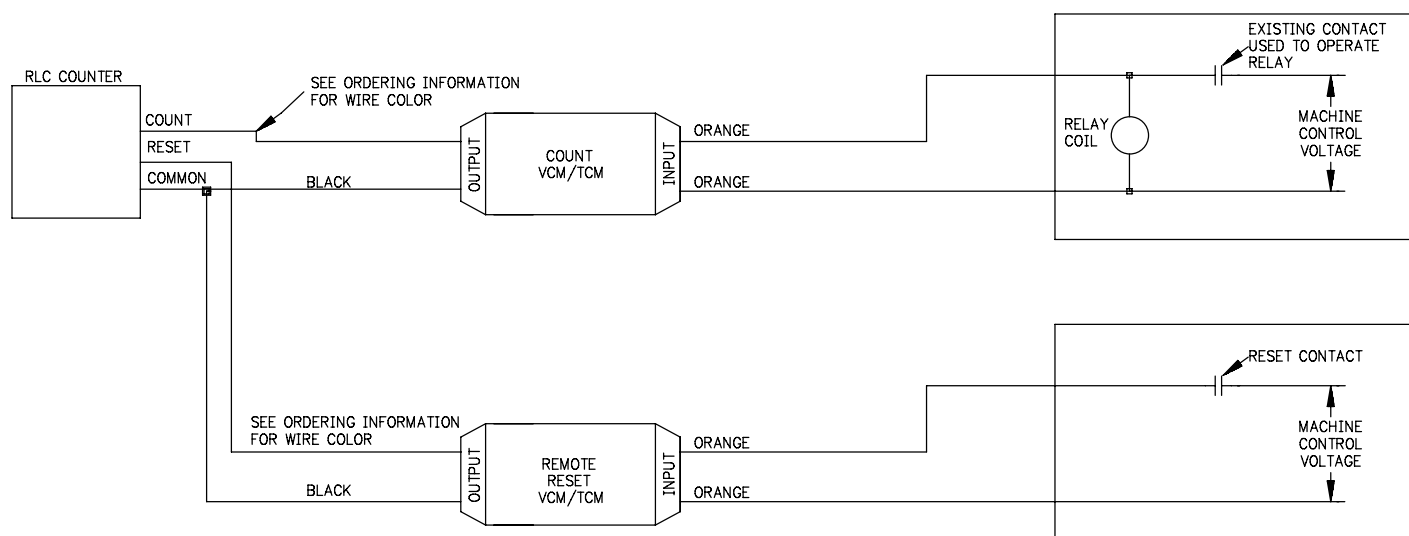 RLC COUNTER
COUNT
RESET
COMMON
SEE ORDERING INFORMATION
FOR WIRE COLOR
BLACK
OUTPUT
COUNT
VCM/TCM
INPUT
ORANGE
ORANGE
EXISTING CONTACT
USED TO OPERATE
RELAY
RELAY
COIL
MACHINE
CONTROL
VOLTAGE
SEE ORDERING INFORMATION
FOR WIRE COLOR
BLACK
OUTPUT
REMOTE
RESET
VCM/TCM
INPUT
ORANGE
ORANGE
RESET CONTACT
MACHINE
CONTROL
VOLTAGE